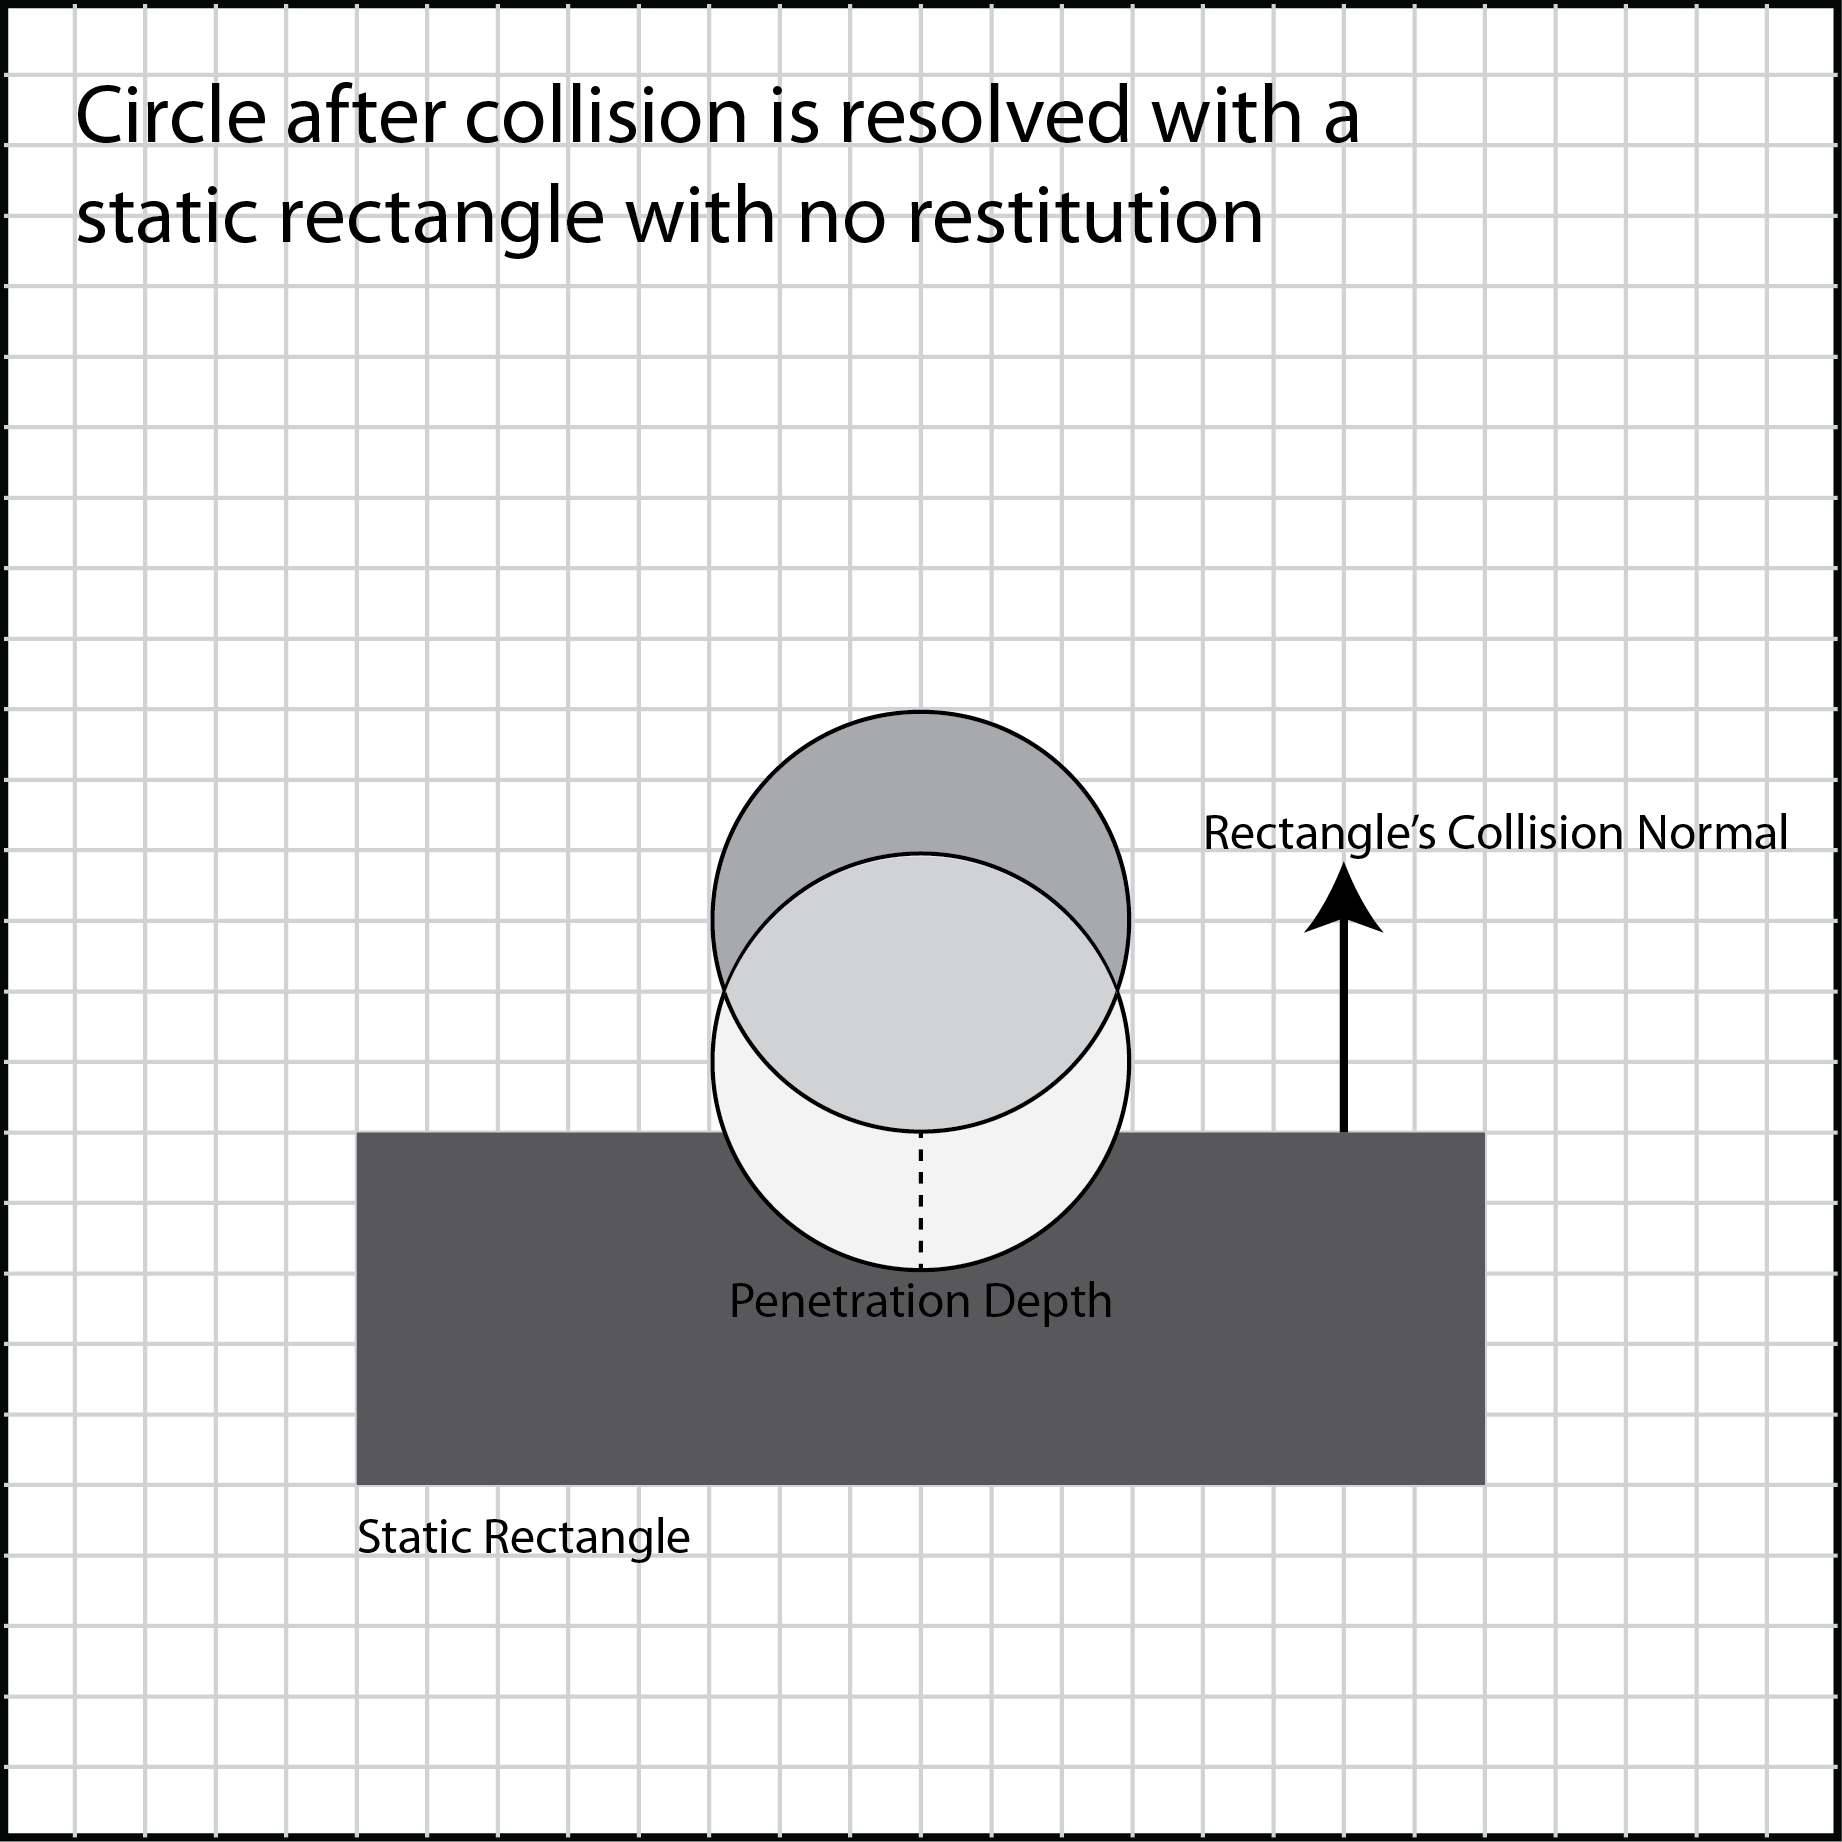 Circle after collision is resolved with a
static rectangle with no restitution
Rectangle’s Collision Normal
Penetration Depth
Static Rectangle